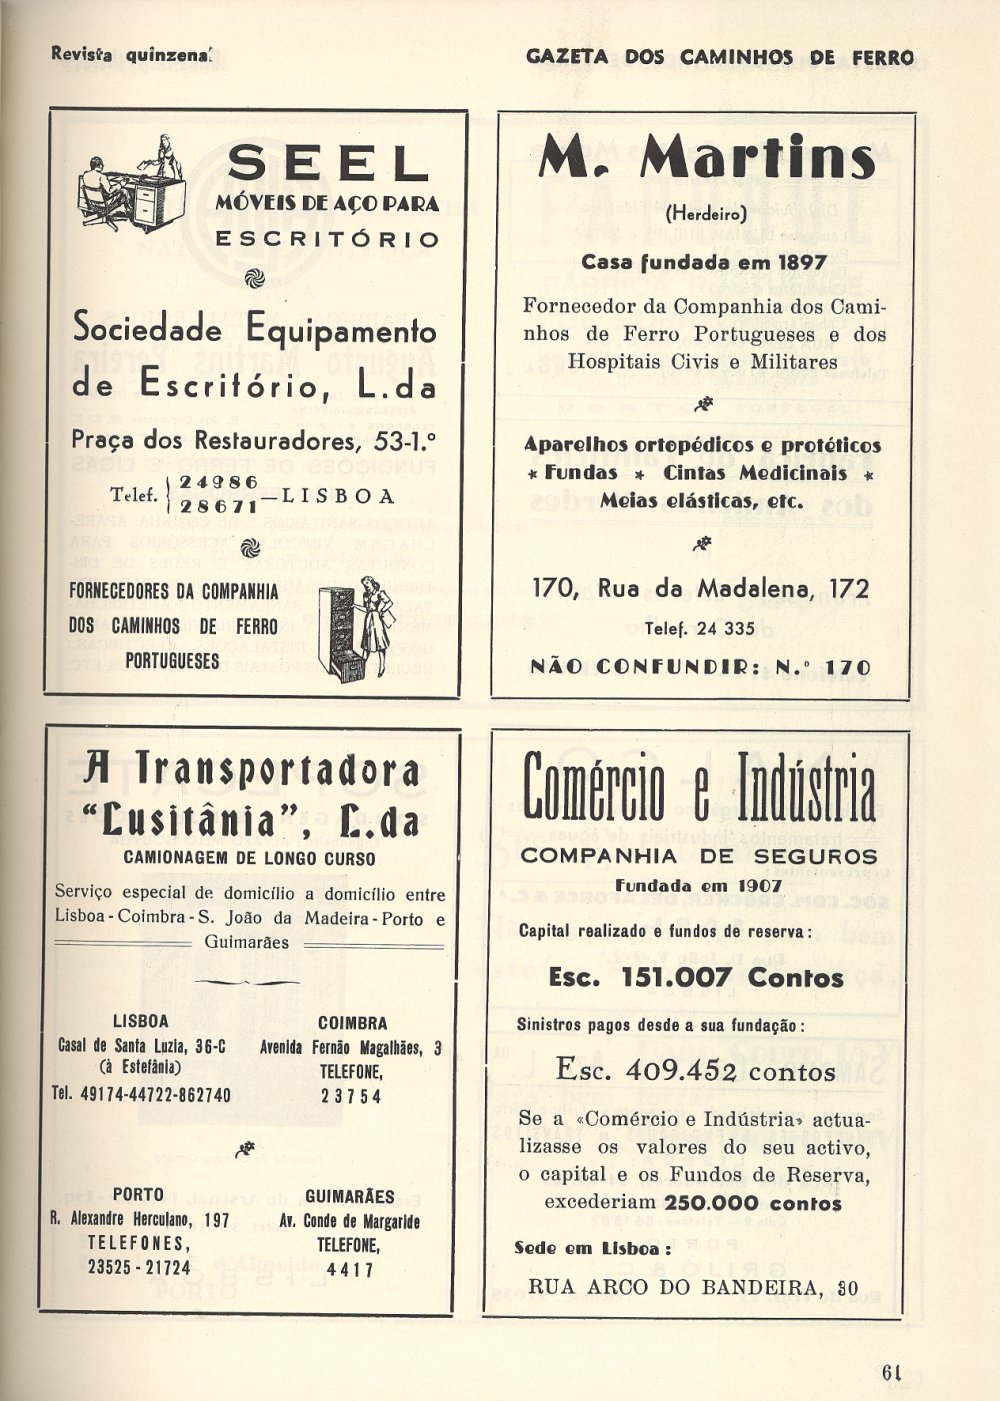 Revista quinzenal
GAZETA DOS CAMINHOS DE FERRO
SEEL
MÓVEIS DE AÇO PARA
ESCRITÓRIO
Sociedade Equipamento
de Escritório, L.da
Praça dos Restauradores, 53-1.º
Telef. { 24986
28671 — LISBOA
FORNECEDORES DA COMPANHIA
DOS CAMINHOS DE FERRO
PORTUGUESES
M. Martins
(Herdeiro)
Casa fundada em 1897
Fornecedor da Companhia dos Cami-
nhos de Ferro Portugueses e dos
Hospitais Civis e Militares
Aparelhos ortopédicos e protéticos
* Fundas * Cintas Medicinais *
Meias elásticas, etc.
170, Rua da Madalena, 172
Telef. 24 335
NÃO CONFUNDIR: N.º 170
A Transportadora
“Lusitânia”, L.da
CAMIONAGEM DE LONGO CURSO
Serviço especial de domicílio a domicílio entre
Lisboa - Coimbra - S. João da Madeira - Porto e
Guimarães
LISBOA
Casal de Santa Luzia, 36-C
(à Estefânia)
Tel. 49174-44722-862740
COIMBRA
Avenida Fernão Magalhães, 3
TELEFONE,
23754
PORTO
R. Alexandre Herculano, 197
TELEFONES,
23525 - 21724
GUIMARÃES
Av. Conde de Margaride
TELEFONE,
4417
Comércio e Indústria
COMPANHIA DE SEGUROS
Fundada em 1907
Capital realizado e fundos de reserva:
Esc. 151.007 Contos
Sinistros pagos desde a sua fundação:
Esc. 409.452 contos
Se a «Comércio e Indústria» actua-
lizasse os valores do seu activo,
o capital e os Fundos de Reserva,
excederiam 250.000 contos
Sede em Lisboa:
RUA ARCO DO BANDEIRA, 30
61